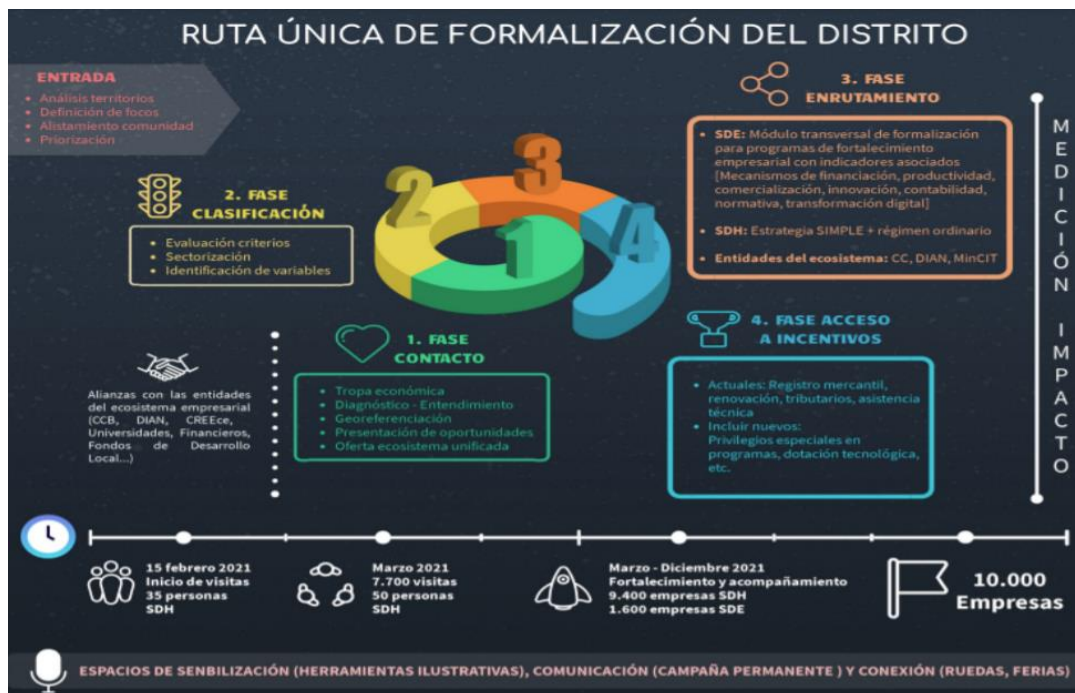 RUTA ÚNICA DE FORMALIZACIÓN DEL DISTRITO
ENTRADA
• Análisis territorios
• Definición de focos
• Alistamiento comunidad
• Priorización
2. FASE
CLASIFICACIÓN
• Evaluación criterios
• Sectorización
• Identificación de variables
2
3
1
4
3. FASE
ENRUTAMIENTO
• SDE: Módulo transversal de formalización
para programas de fortalecimiento
empresarial con indicadores asociados
[Mecanismos de financiación, productividad,
comercialización, innovación, contabilidad,
normativa, transformación digital]
• SDH: Estrategia SIMPLE + régimen ordinario
• Entidades del ecosistema: CC, DIAN, MinCIT
MEDICIÓN IMPACTO
Alianzas con las entidades
del ecosistema empresarial
(CCB, DIAN, CREEce,
Universidades, Financieros,
Fondos de Desarrollo
Local...)
1. FASE
CONTACTO
• Tropa económica
• Diagnóstico - Entendimiento
• Georeferenciación
• Presentación de oportunidades
• Oferta ecosistema unificada
4. FASE ACCESO
A INCENTIVOS
• Actuales: Registro mercantil,
renovación, tributarios, asistencia
técnica
• Incluir nuevos:
Privilegios especiales en
programas, dotación tecnológica,
etc.
15 febrero 2021
Inicio de visitas
35 personas
SDH
Marzo 2021
7.700 visitas
50 personas
SDH
Marzo - Diciembre 2021
Fortalecimiento y acompañamiento
9.400 empresas SDH
1.600 empresas SDE
10.000
Empresas
ESPACIOS DE SENBILIZACIÓN (HERRAMIENTAS ILUSTRATIVAS), COMUNICACIÓN (CAMPAÑA PERMANENTE ) Y CONEXIÓN (RUEDAS, FERIAS)